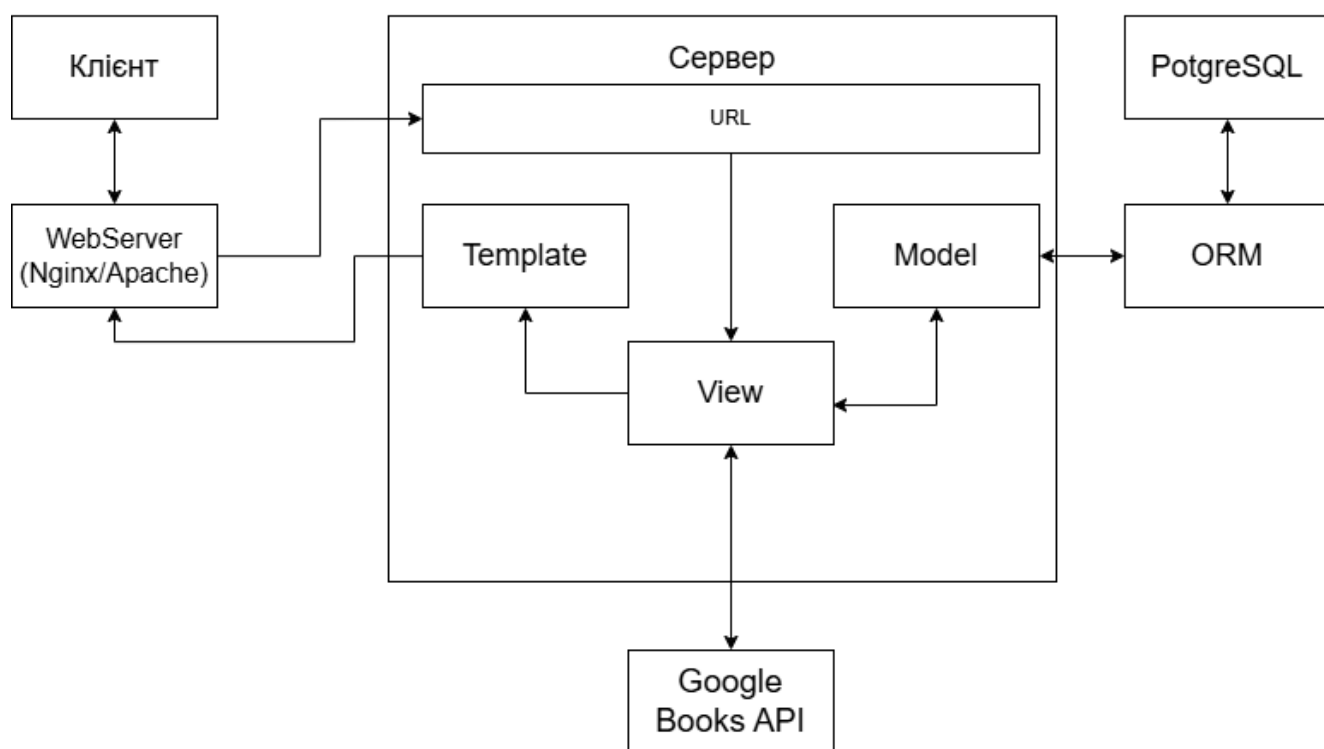 Клієнт
Сервер
PotgreSQL
URL
WebServer
(Nginx/Apache)
Template
Model
ORM
View
Google
Books API